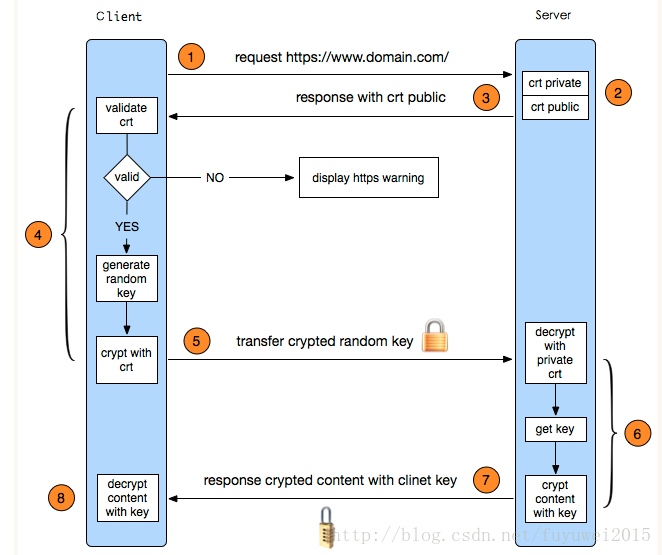 Client
Server
1
request https://www.domain.com/
crt private
2
validate
crt
response with crt public
3
crt public
valid
NO
display https warning
YES
4
generate
random
key
crypt with
crt
5
transfer crypted random key
decrypt
with
private
crt
get key
6
8
decrypt
content
with key
response crypted content with clinet key
7
crypt
content
with key
http://blog.csdn.net/fuyuwei2015